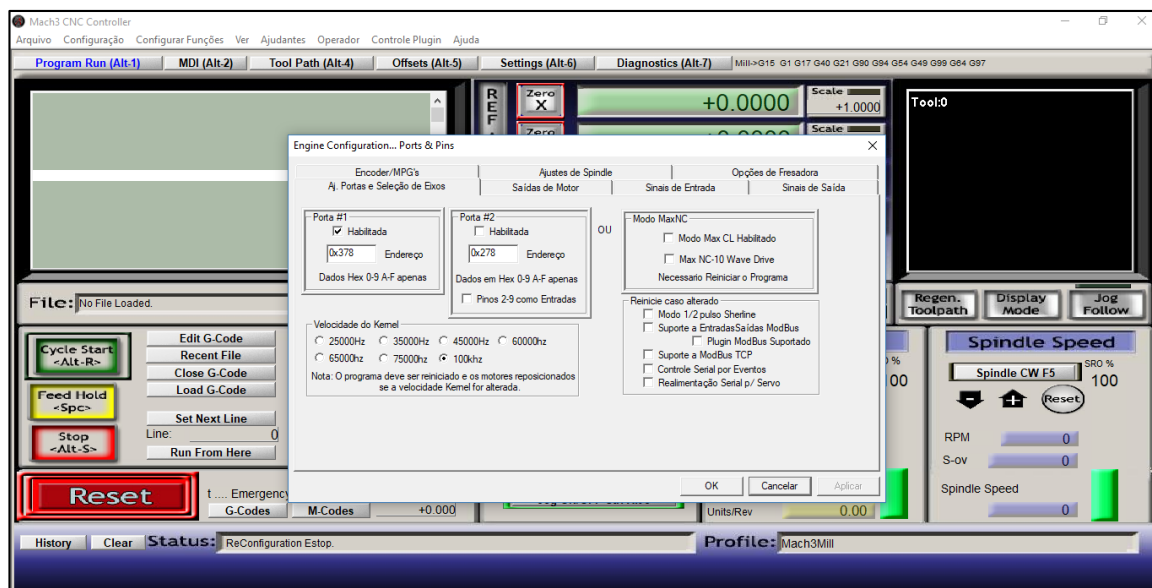 Mach3 CNC Controller
Arquivo Configuração Configurar Funções Ver Ajudantes Operador Controle Plugin Ajuda
Program Run (Alt-1) MDI (Alt-2) Tool Path (Alt-4) Offsets (Alt-5) Settings (Alt-6) Diagnostics (Alt-7) Mill->G15 G1 G17 G40 G21 G90 G94 G54 G49 G99 G64 G97
REF
Zero X +0.0000 Scale +1.0000
Tool:0
Zero Scale
Engine Configuration... Ports & Pins
Encoder/MPG's Ajustes de Spindle Opções de Fresadora
Aj. Portas e Seleção de Eixos Saídas de Motor Sinais de Entrada Sinais de Saída
Porta #1
Habilitada
0x378 Endereço
Dados Hex 0-9 A-F apenas
Porta #2
Habilitada
0x278 Endereço
Dados em Hex 0-9 A-F apenas
Pinos 2-9 como Entradas
OU
Modo MaxNC
Modo Max CL Habilitado
Max NC-10 Wave Drive
Necessario Reiniciar o Programa
Velocidade do Kernel
25000Hz 35000Hz 45000Hz 60000hz
65000hz 75000hz 100khz
Nota: O programa deve ser reiniciado e os motores reposicionados
se a velocidade Kernel for alterada.
Reinicie caso alterado
Modo 1/2 pulso Sherline
Suporte a EntradasSaídas ModBus
Plugin ModBus Suportado
Suporte a ModBus TCP
Controle Serial por Eventos
Realimentação Serial p/ Servo
OK Cancelar Aplicar
File: No File Loaded.
Regen. Toolpath Display Mode Jog Follow
Cycle Start
<Alt-R>
Feed Hold
<Spc>
Stop
<Alt-S>
Edit G-Code
Recent File
Close G-Code
Load G-Code
Set Next Line
Line: 0
Run From Here
Spindle Speed
Spindle CW F5
SRO %
100
Reset
RPM 0
S-ov 0
Spindle Speed
0
%
00
Reset
t .... Emergency
G-Codes M-Codes +0.000
Units/Rev 0.00
History Clear Status: ReConfiguration Estop. Profile: Mach3Mill